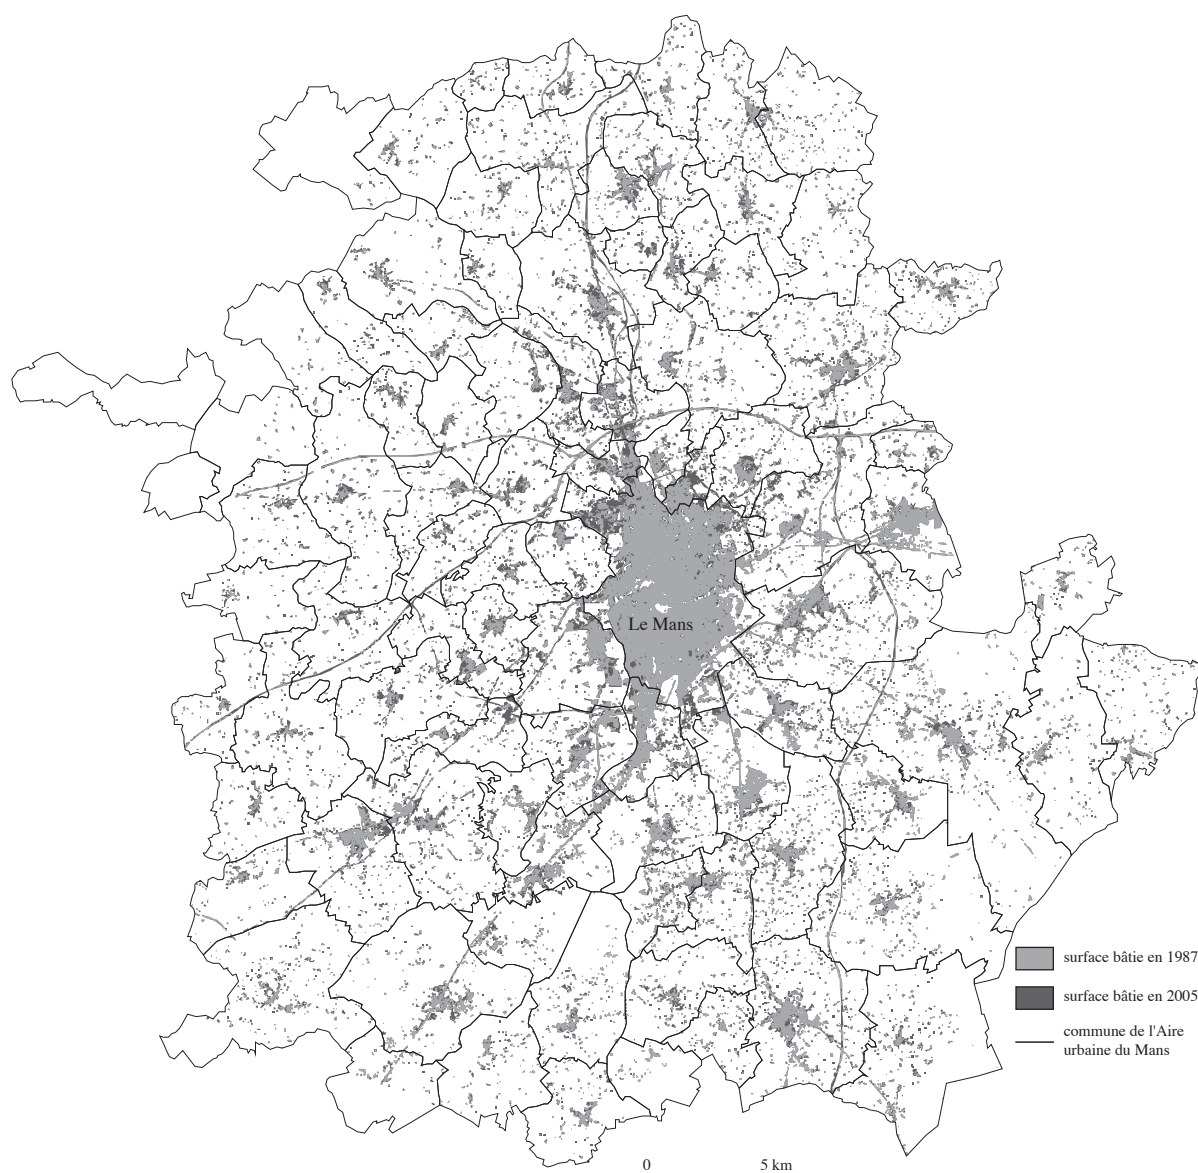 Le Mans
surface bâtie en 1987
surface bâtie en 2005
commune de l'Aire
urbaine du Mans
0 5 km